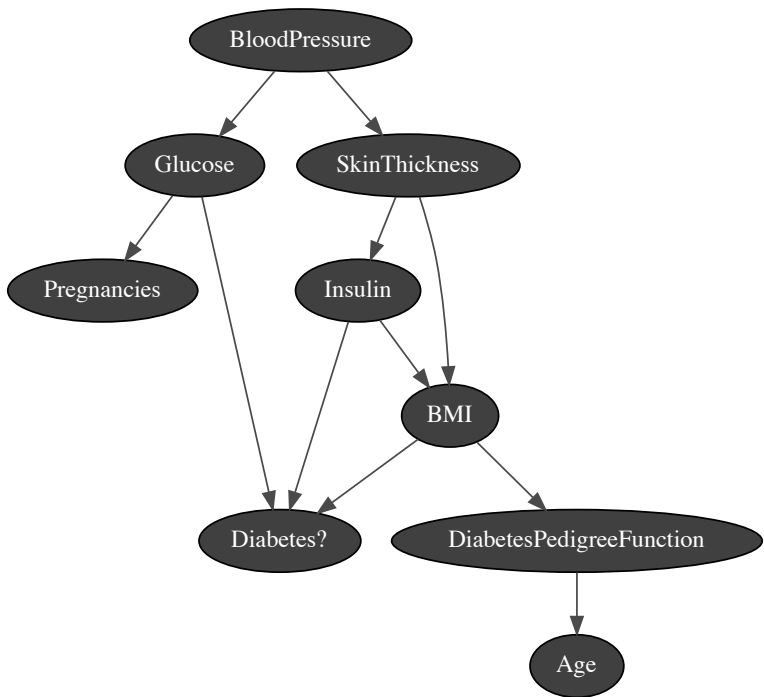 BloodPressure
Glucose
SkinThickness
Pregnancies
Insulin
BMI
Diabetes?
DiabetesPedigreeFunction
Age